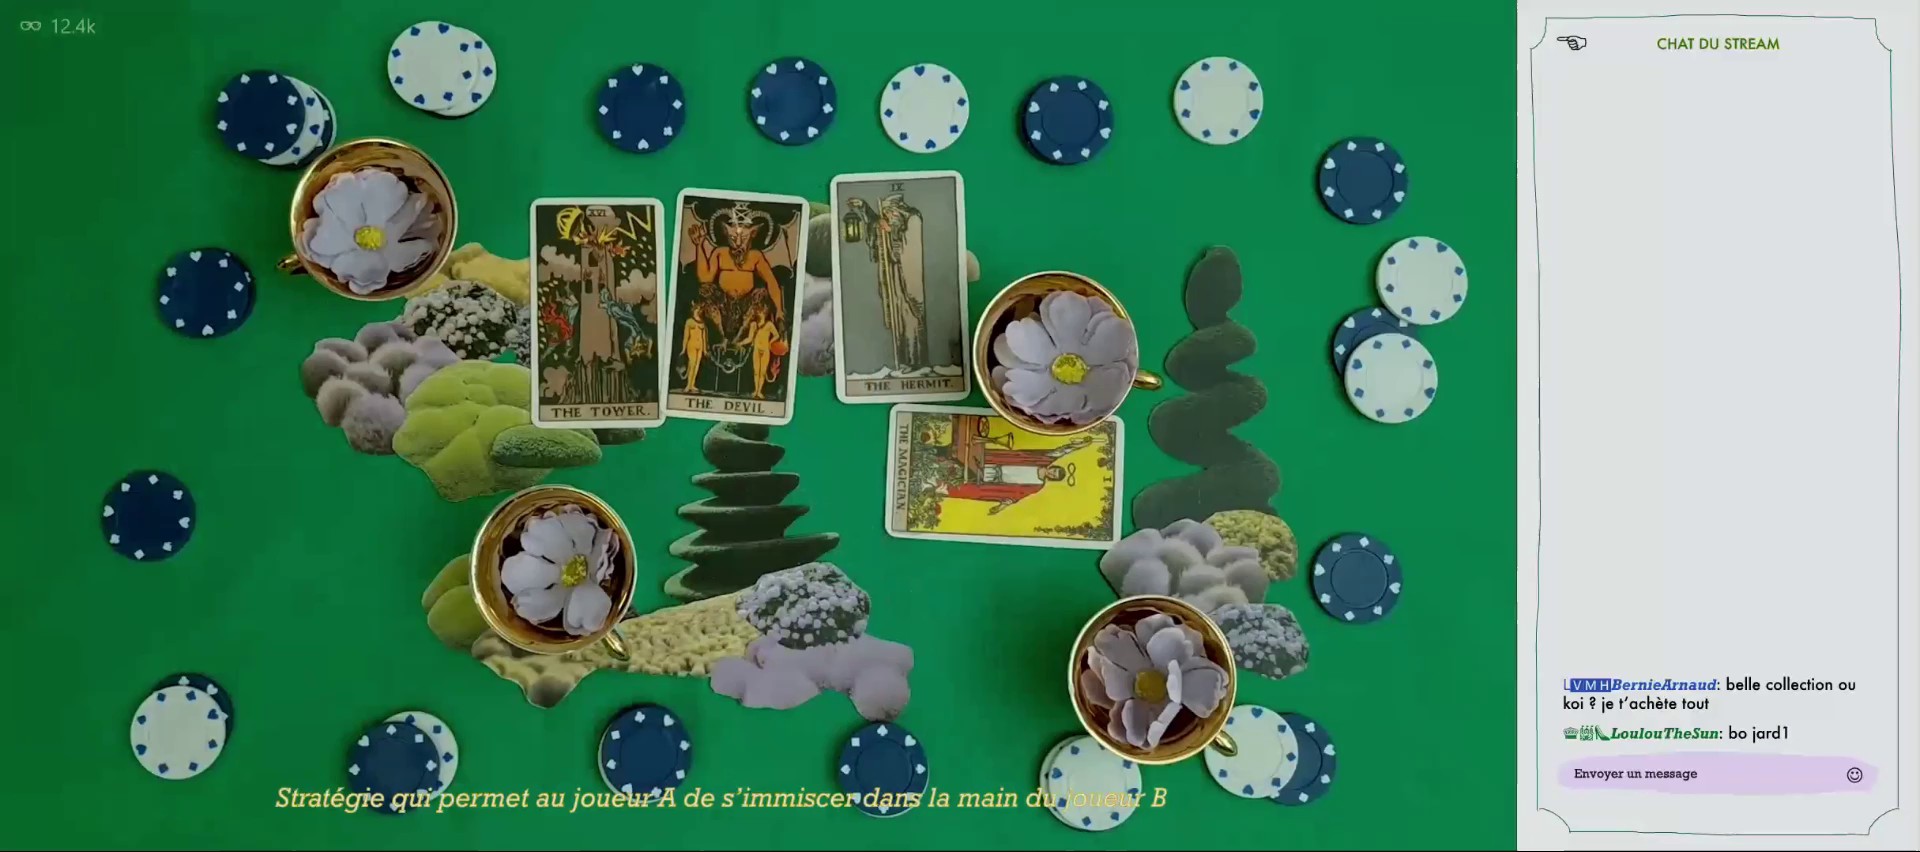 12.4k
CHAT DU STREAM
XVI
XV
IX
THE TOWER.
THE DEVIL.
THE HERMIT.
THE MAGICIAN.
I
LVMHBernieArnaud: belle collection ou
koi ? je t’achète tout
LoulouTheSun: bo jard1
Envoyer un message
Stratégie qui permet au joueur A de s’immiscer dans la main du joueur B